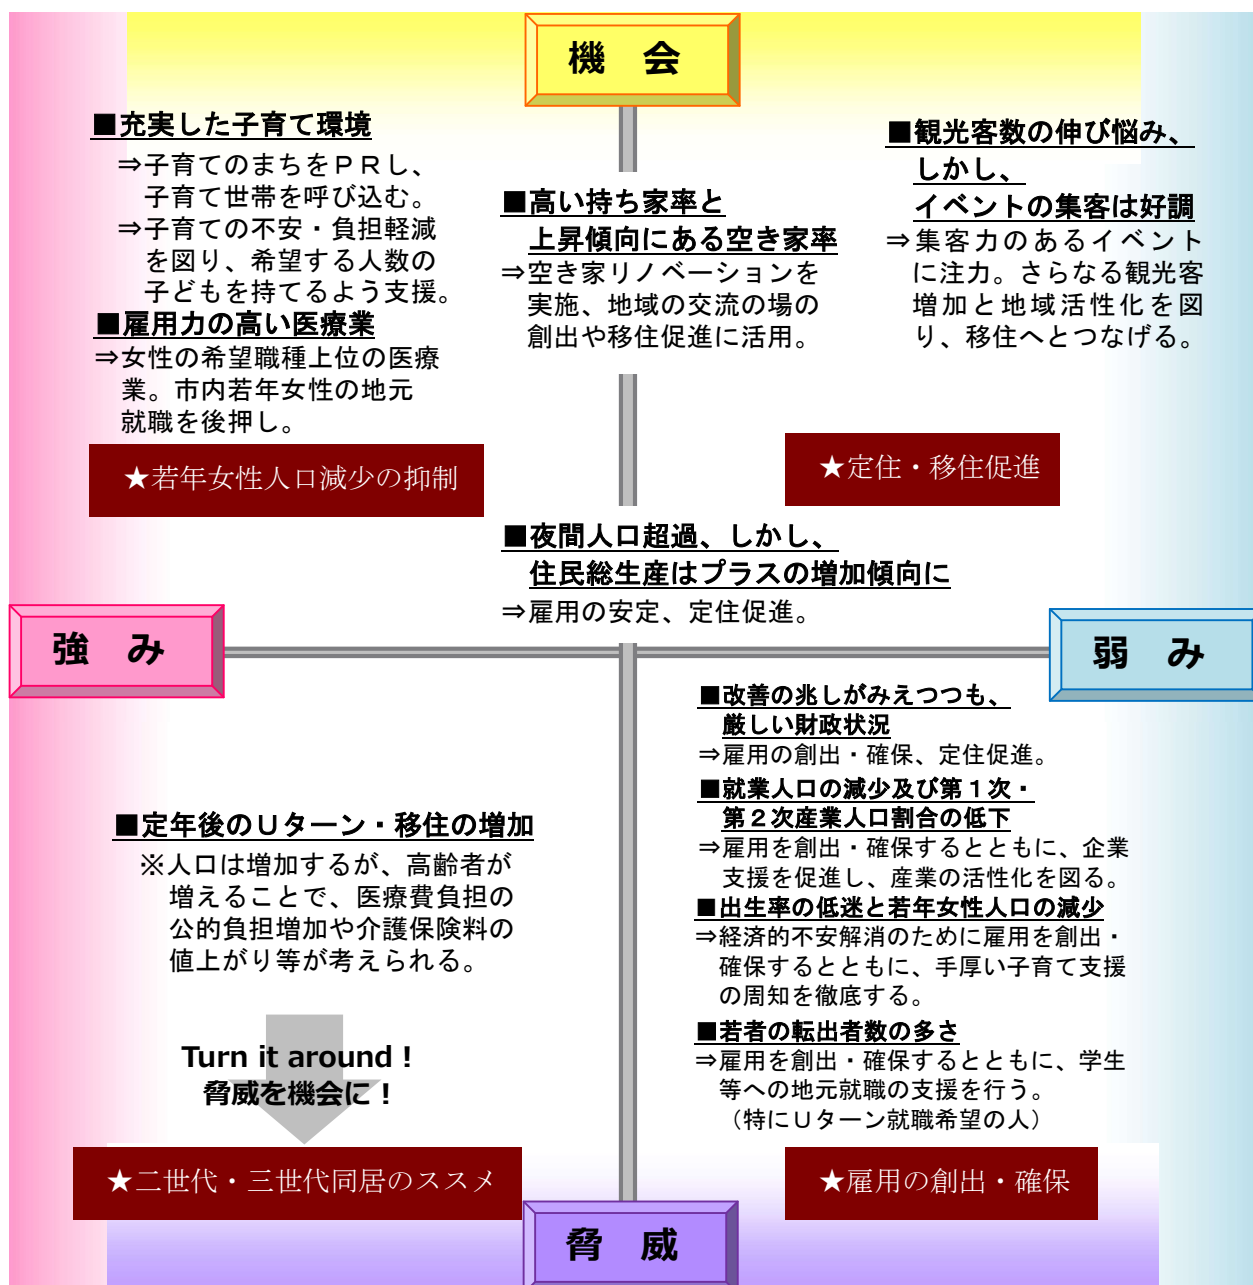 機　会
■充実した子育て環境
⇒子育てのまちをＰＲし、
子育て世帯を呼び込む。
⇒子育ての不安・負担軽減
を図り、希望する人数の
子どもを持てるよう支援。
■雇用力の高い医療業
⇒女性の希望職種上位の医療
業。市内若年女性の地元
就職を後押し。
★若年女性人口減少の抑制
■高い持ち家率と
上昇傾向にある空き家率
⇒空き家リノベーションを
実施、地域の交流の場の
創出や移住促進に活用。
■観光客数の伸び悩み、
しかし、
イベントの集客は好調
⇒集客力のあるイベント
に注力。さらなる観光客
増加と地域活性化を図
り、移住へとつなげる。
★定住・移住促進
■夜間人口超過、しかし、
住民総生産はプラスの増加傾向に
⇒雇用の安定、定住促進。
強　み
弱　み
■定年後のＵターン・移住の増加
※人口は増加するが、高齢者が
増えることで、医療費負担の
公的負担増加や介護保険料の
値上がり等が考えられる。
Turn it around！
脅威を機会に！
★二世代・三世代同居のススメ
■改善の兆しがみえつつも、
厳しい財政状況
⇒雇用の創出・確保、定住促進。
■就業人口の減少及び第１次・
第２次産業人口割合の低下
⇒雇用を創出・確保するとともに、企業
支援を促進し、産業の活性化を図る。
■出生率の低迷と若年女性人口の減少
⇒経済的不安解消のために雇用を創出・
確保するとともに、手厚い子育て支援
の周知を徹底する。
■若者の転出者数の多さ
⇒雇用を創出・確保するとともに、学生
等への地元就職の支援を行う。
（特にＵターン就職希望の人）
★雇用の創出・確保
脅　威